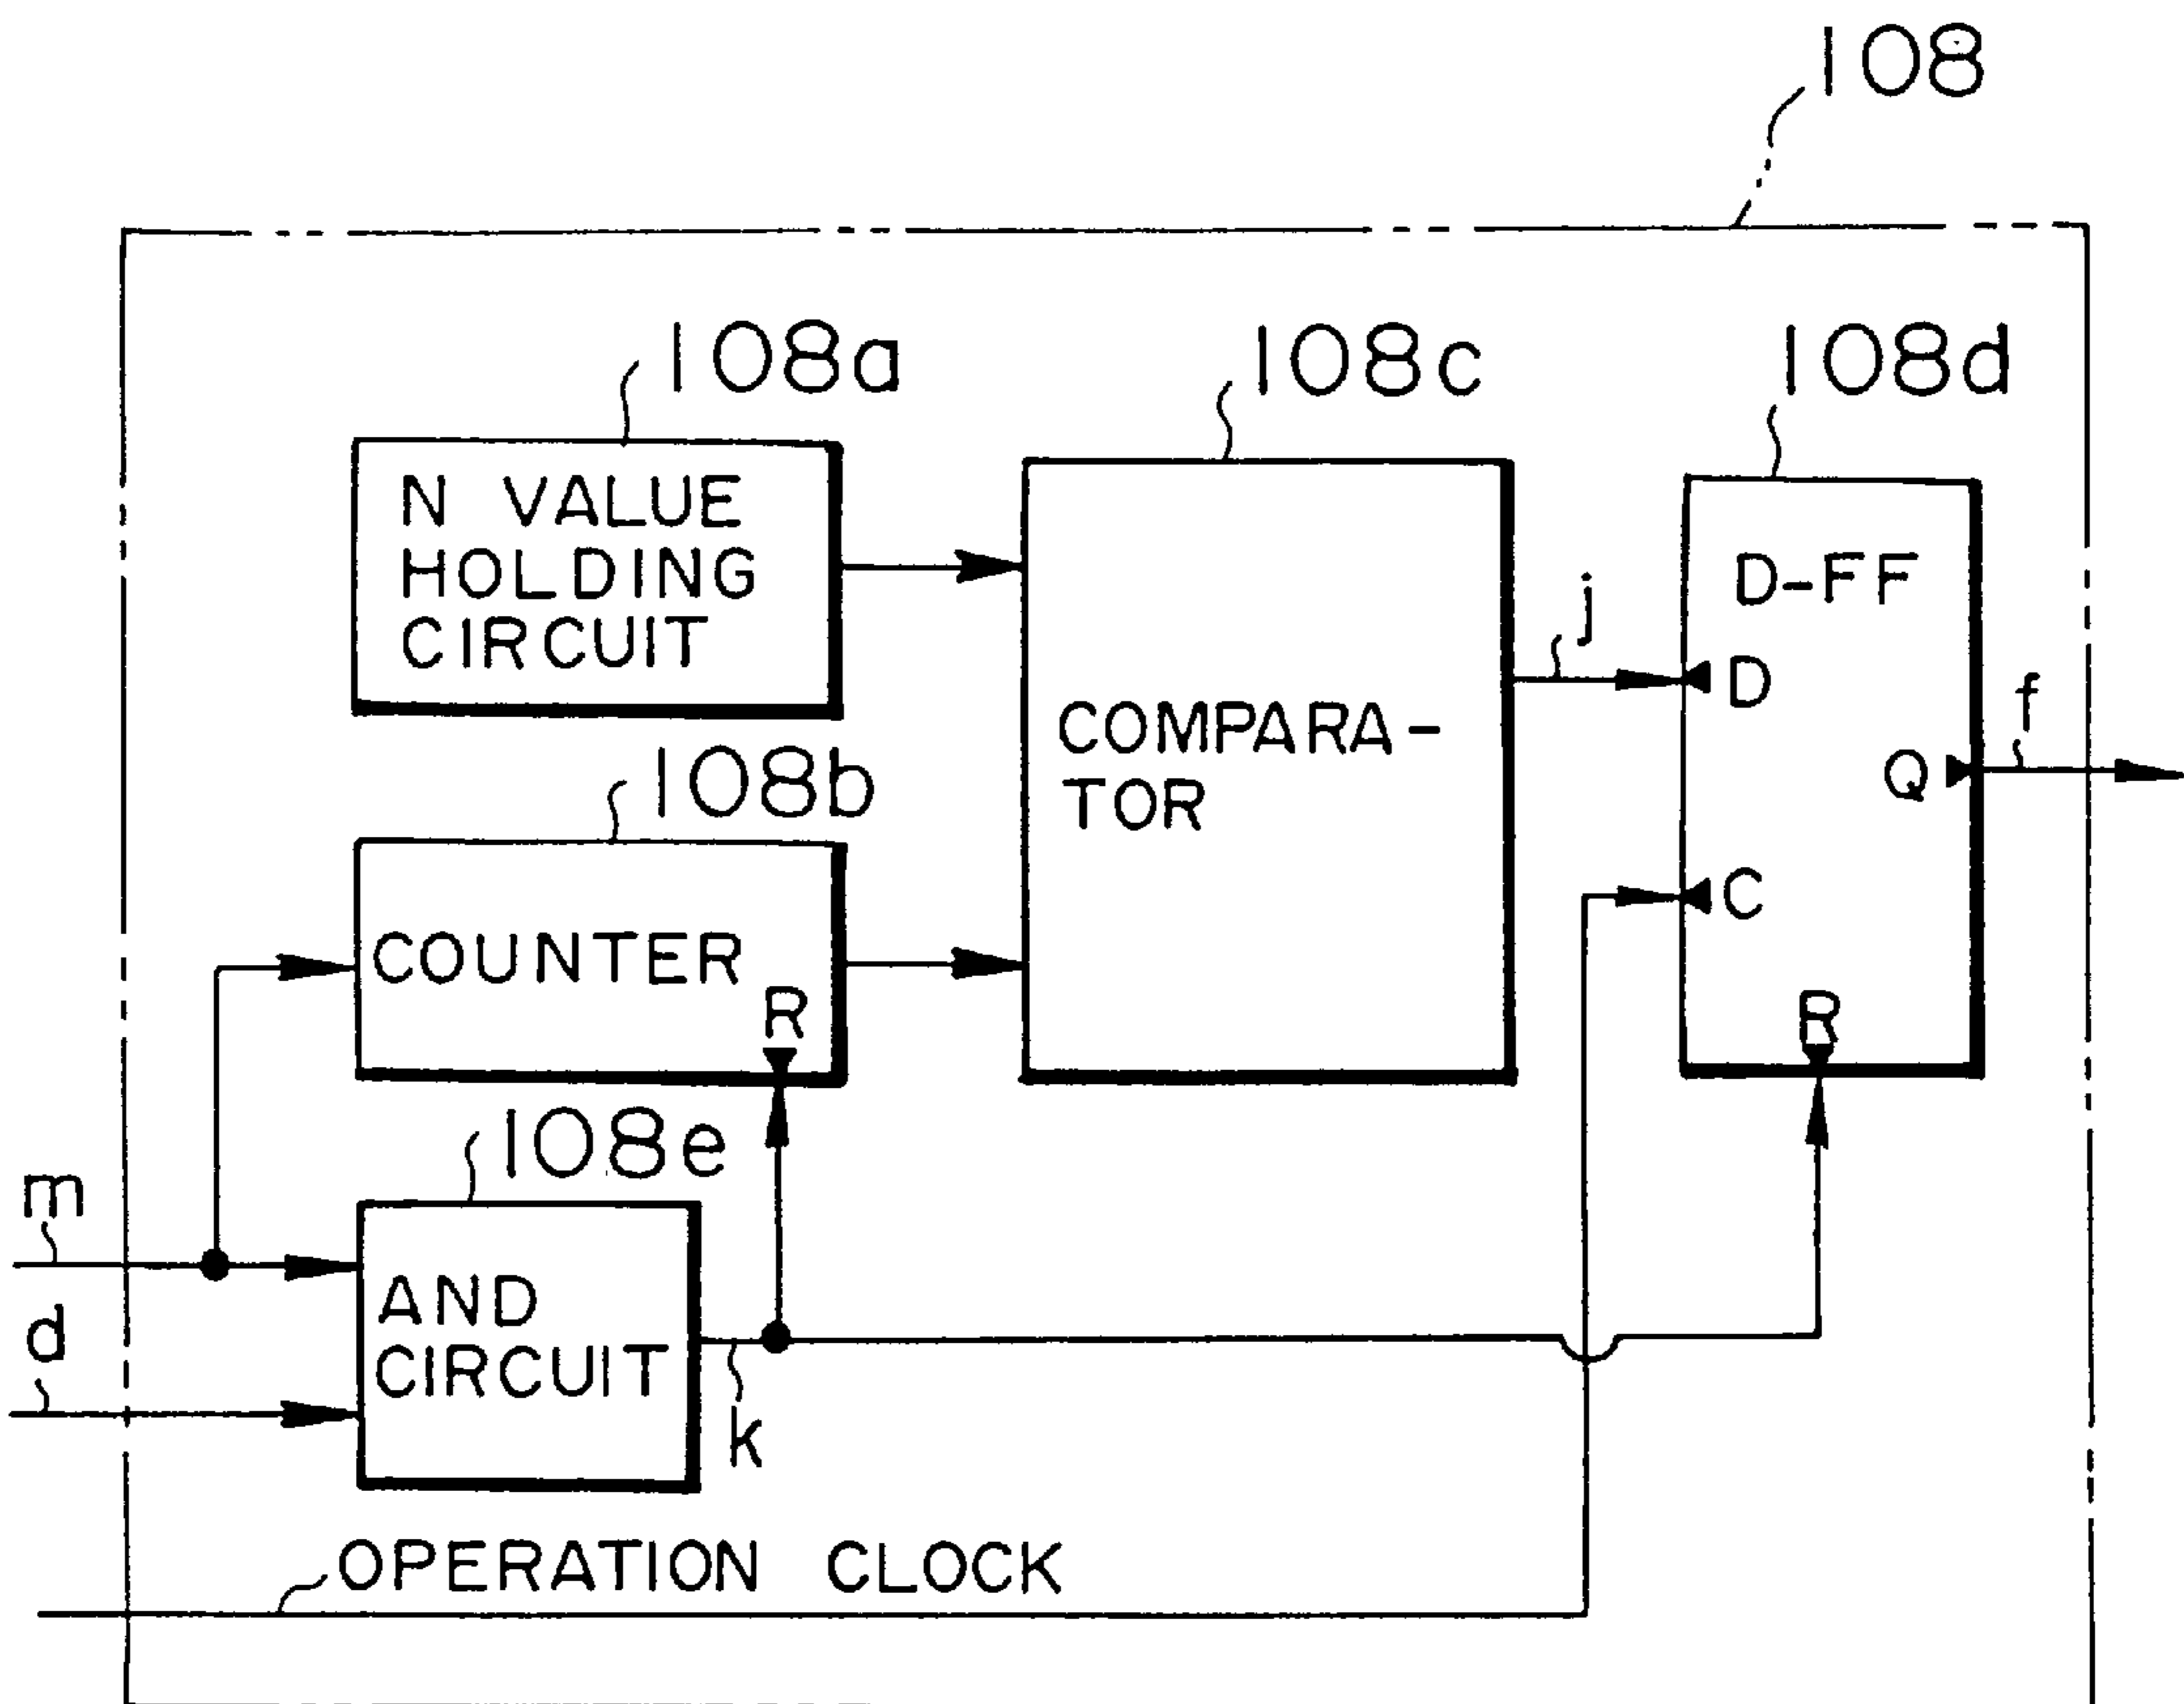 108
108a
108c
108d
N VALUE
HOLDING
CIRCUIT
D-FF
j
D
f
COMPARA-
TOR
Q
108b
C
COUNTER
R
R
108e
m
AND
CIRCUIT
d
k
OPERATION CLOCK